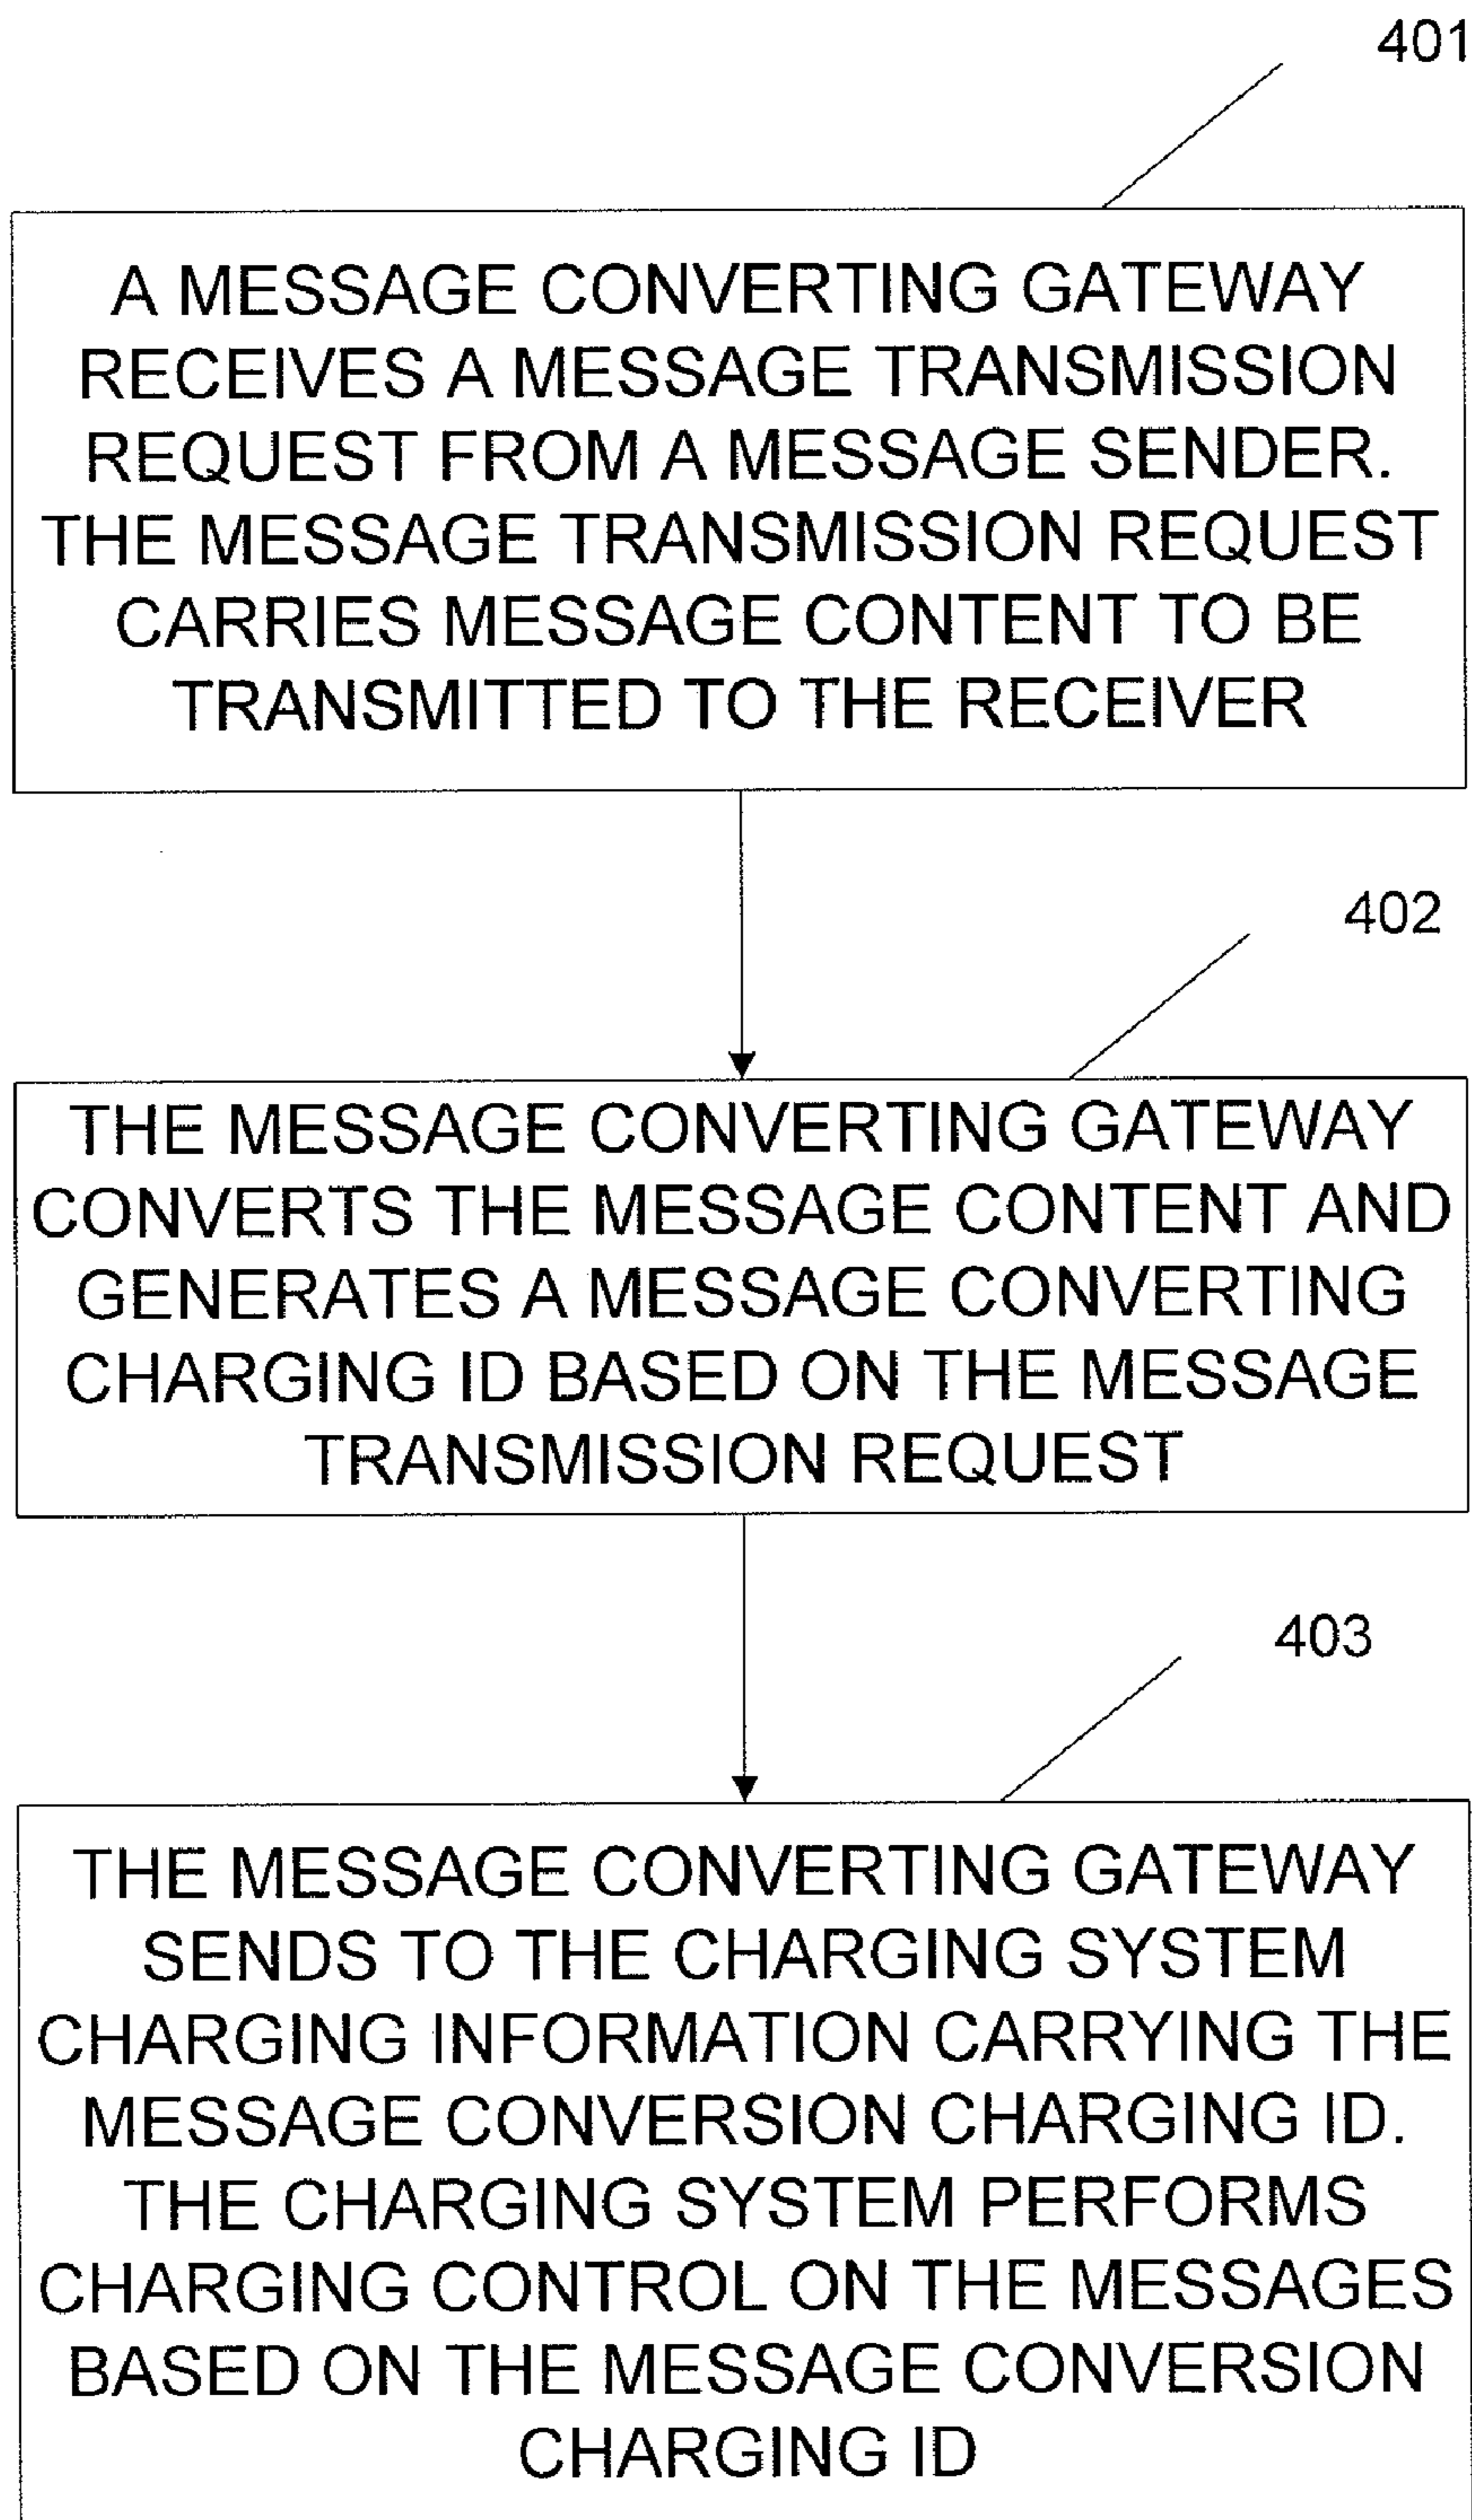 401
A MESSAGE CONVERTING GATEWAY
RECEIVES A MESSAGE TRANSMISSION
REQUEST FROM A MESSAGE SENDER.
THE MESSAGE TRANSMISSION REQUEST
CARRIES MESSAGE CONTENT TO BE
TRANSMITTED TO THE RECEIVER
402
THE MESSAGE CONVERTING GATEWAY
CONVERTS THE MESSAGE CONTENT AND
GENERATES A MESSAGE CONVERTING
CHARGING ID BASED ON THE MESSAGE
TRANSMISSION REQUEST
403
THE MESSAGE CONVERTING GATEWAY
SENDS TO THE CHARGING SYSTEM
CHARGING INFORMATION CARRYING THE
MESSAGE CONVERSION CHARGING ID.
THE CHARGING SYSTEM PERFORMS
CHARGING CONTROL ON THE MESSAGES
BASED ON THE MESSAGE CONVERSION
CHARGING ID